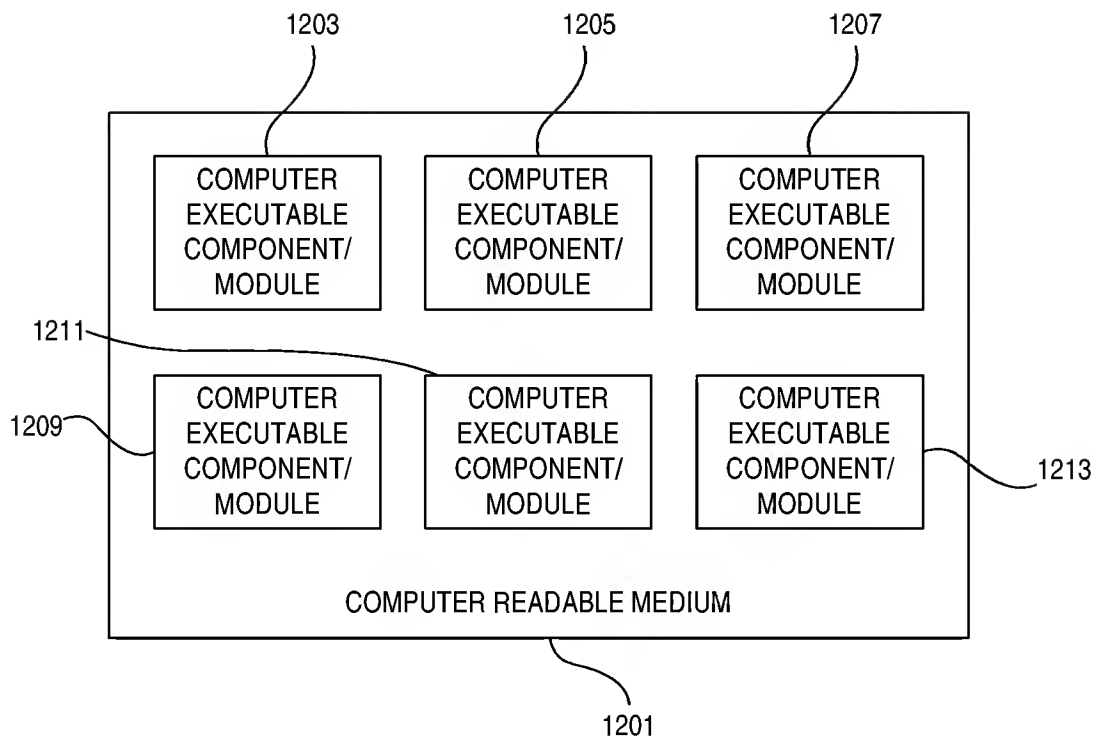 1203
1205
1207
COMPUTER
EXECUTABLE
COMPONENT/
MODULE
COMPUTER
EXECUTABLE
COMPONENT/
MODULE
COMPUTER
EXECUTABLE
COMPONENT/
MODULE
1211
1209
COMPUTER
EXECUTABLE
COMPONENT/
MODULE
COMPUTER
EXECUTABLE
COMPONENT/
MODULE
COMPUTER
EXECUTABLE
COMPONENT/
MODULE
1213
COMPUTER READABLE MEDIUM
1201